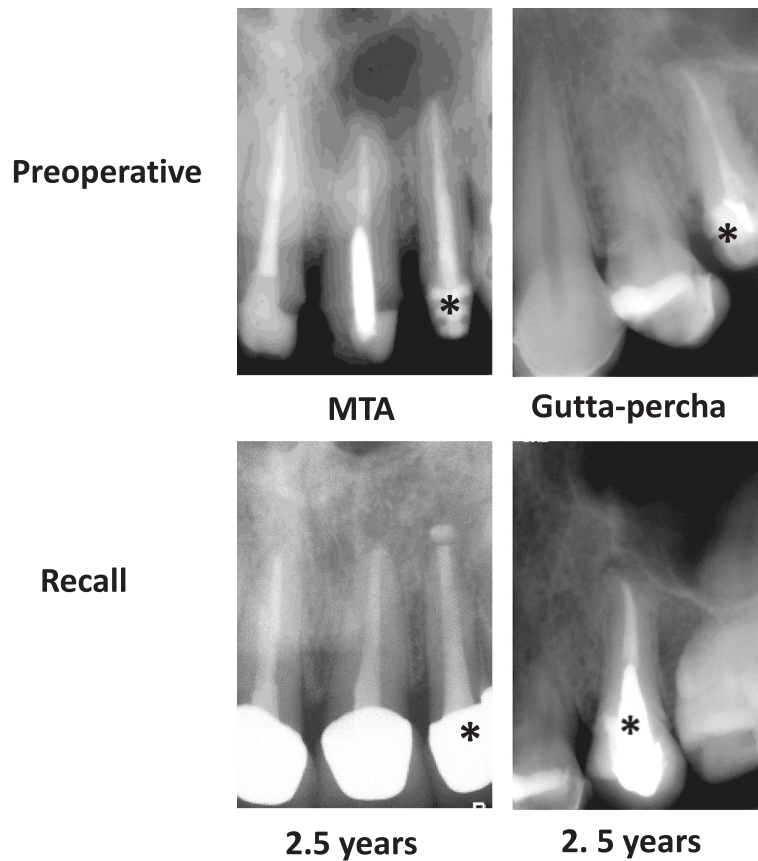 Preoperative
*
*
MTA
Gutta-percha
Recall
*
*
2.5 years
2. 5 years